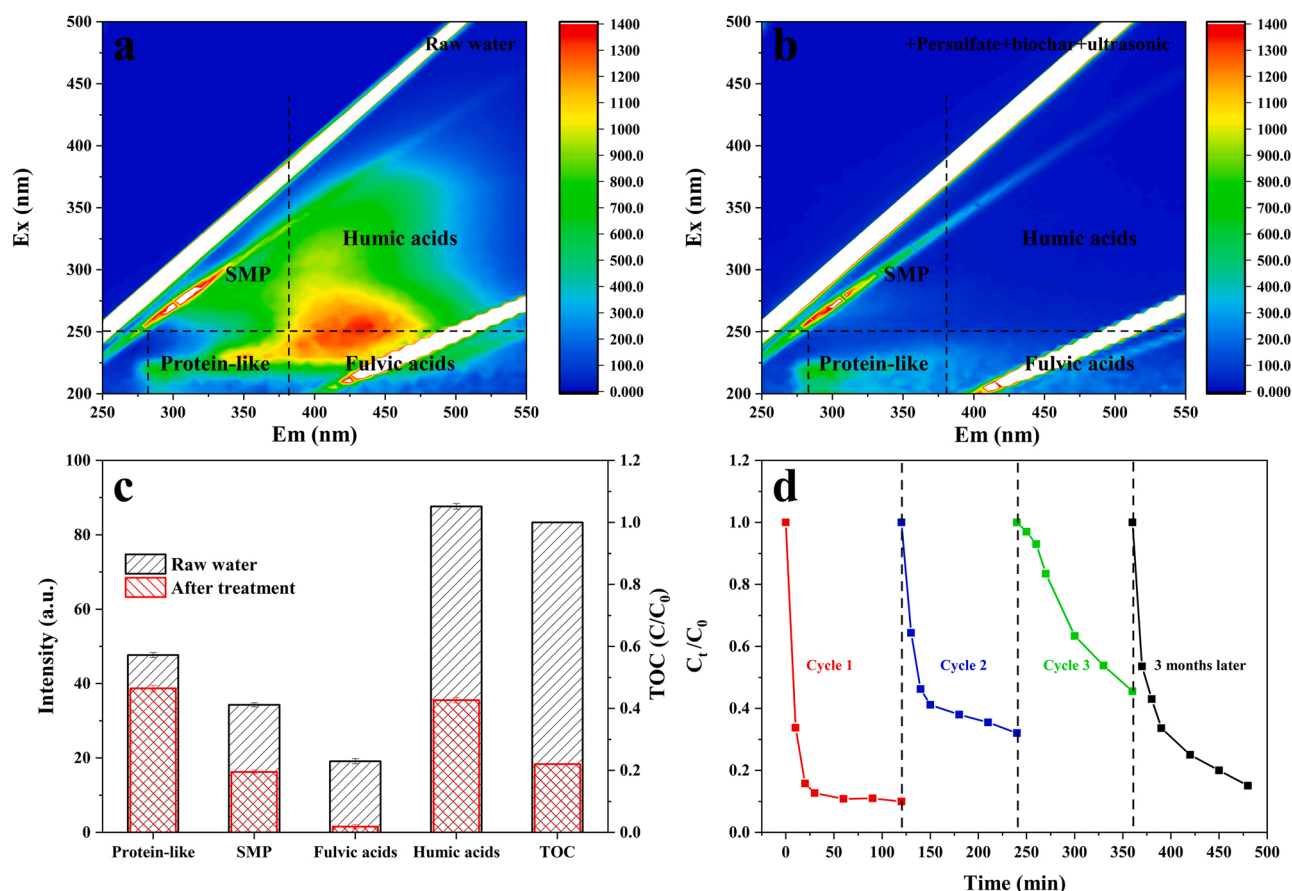 a
Raw water
500
450
400
350
300
250
200
Ex (nm)
SMP
Humic acids
Protein-like
Fulvic acids
250 300 350 400 450 500 550
Em (nm)
1400
1300
1200
1100
1000
900.0
800.0
700.0
600.0
500.0
400.0
300.0
200.0
100.0
0.000
b
+Persulfate+biochar+ultrasonic
500
450
400
350
300
250
200
Ex (nm)
SMP
Humic acids
Protein-like
Fulvic acids
250 300 350 400 450 500 550
Em (nm)
1400
1300
1200
1100
1000
900.0
800.0
700.0
600.0
500.0
400.0
300.0
200.0
100.0
0.000
c
100
80
60
40
20
0
Intensity (a.u.)
Raw water
After treatment
Protein-like SMP Fulvic acids Humic acids TOC
1.2
1.0
0.8
0.6
0.4
0.2
0.0
TOC (C/C0)
d
1.2
1.0
0.8
0.6
0.4
0.2
0.0
Ct/C0
Cycle 1
Cycle 2
Cycle 3
3 months later
0 50 100 150 200 250 300 350 400 450 500
Time (min)